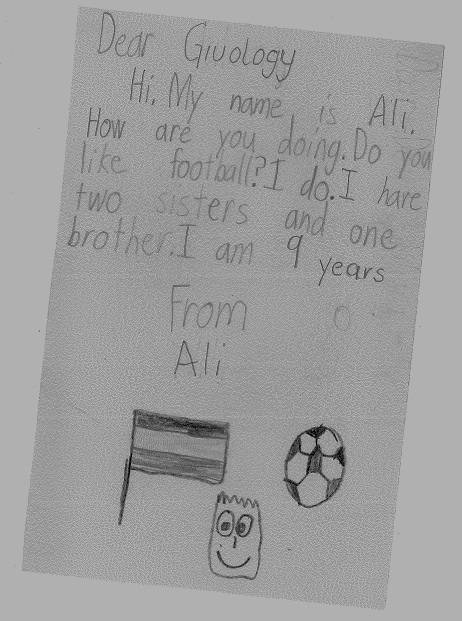 Dear Giuology
Hi. My name is Ali.
How are you doing. Do you
like football? I do. I have
two sisters and one
brother. I am 9 years
From
Ali